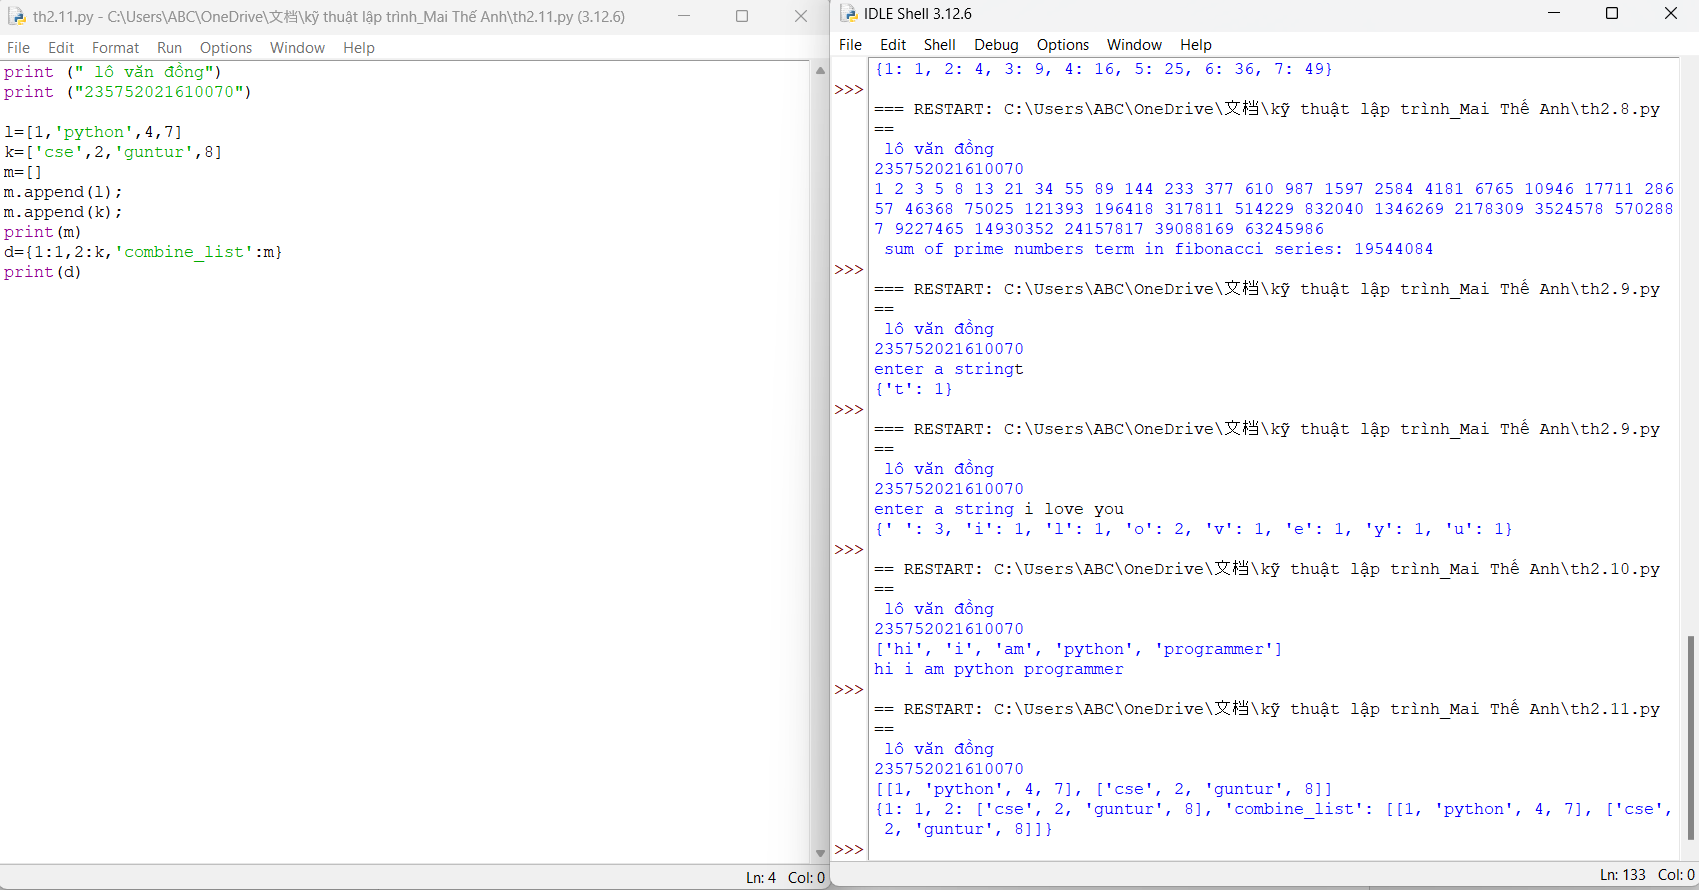 th2.11.py - C:\Users\ABC\OneDrive\文档\kỹ thuật lập trình_Mai Thế Anh\th2.11.py (3.12.6)
File Edit Format Run Options Window Help
print (" lô văn đồng")
print ("235752021610070")
l=[1,'python',4,7]
k=['cse',2,'guntur',8]
m=[]
m.append(l);
m.append(k);
print(m)
d={1:1,2:k,'combine_list':m}
print(d)
Ln: 4 Col: 0
IDLE Shell 3.12.6
File Edit Shell Debug Options Window Help
{1: 1, 2: 4, 3: 9, 4: 16, 5: 25, 6: 36, 7: 49}
>>>
=== RESTART: C:\Users\ABC\OneDrive\文档\kỹ thuật lập trình_Mai Thế Anh\th2.8.py
==
lô văn đồng
235752021610070
1 2 3 5 8 13 21 34 55 89 144 233 377 610 987 1597 2584 4181 6765 10946 17711 286
57 46368 75025 121393 196418 317811 514229 832040 1346269 2178309 3524578 570288
7 9227465 14930352 24157817 39088169 63245986
sum of prime numbers term in fibonacci series: 19544084
>>>
=== RESTART: C:\Users\ABC\OneDrive\文档\kỹ thuật lập trình_Mai Thế Anh\th2.9.py
==
lô văn đồng
235752021610070
enter a stringt
{'t': 1}
>>>
=== RESTART: C:\Users\ABC\OneDrive\文档\kỹ thuật lập trình_Mai Thế Anh\th2.9.py
==
lô văn đồng
235752021610070
enter a string i love you
{' ': 3, 'i': 1, 'l': 1, 'o': 2, 'v': 1, 'e': 1, 'y': 1, 'u': 1}
>>>
== RESTART: C:\Users\ABC\OneDrive\文档\kỹ thuật lập trình_Mai Thế Anh\th2.10.py
==
lô văn đồng
235752021610070
['hi', 'i', 'am', 'python', 'programmer']
hi i am python programmer
>>>
== RESTART: C:\Users\ABC\OneDrive\文档\kỹ thuật lập trình_Mai Thế Anh\th2.11.py
==
lô văn đồng
235752021610070
[[1, 'python', 4, 7], ['cse', 2, 'guntur', 8]]
{1: 1, 2: ['cse', 2, 'guntur', 8], 'combine_list': [[1, 'python', 4, 7], ['cse',
2, 'guntur', 8]]}
>>>
Ln: 133 Col: 0